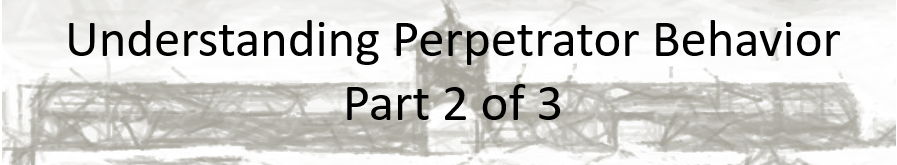 Understanding Perpetrator Behavior
Part 2 of 3